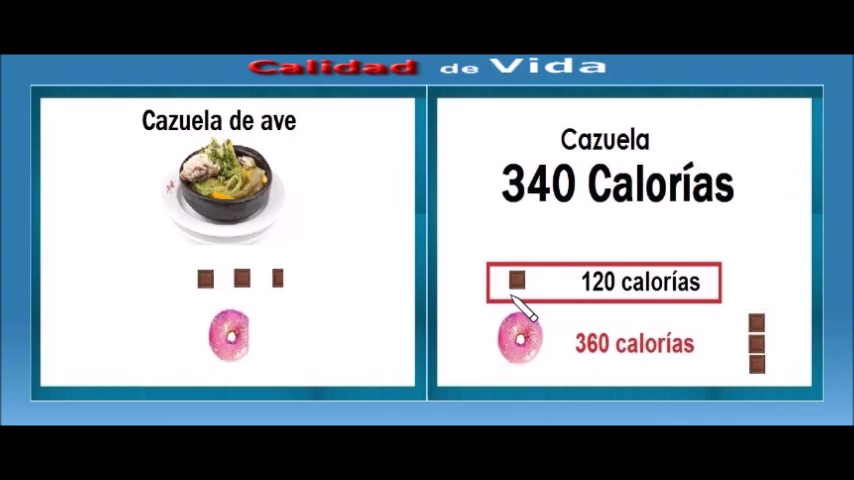 Calidad de Vida
Cazuela de ave
Cazuela
340 Calorías
120 calorías
360 calorías